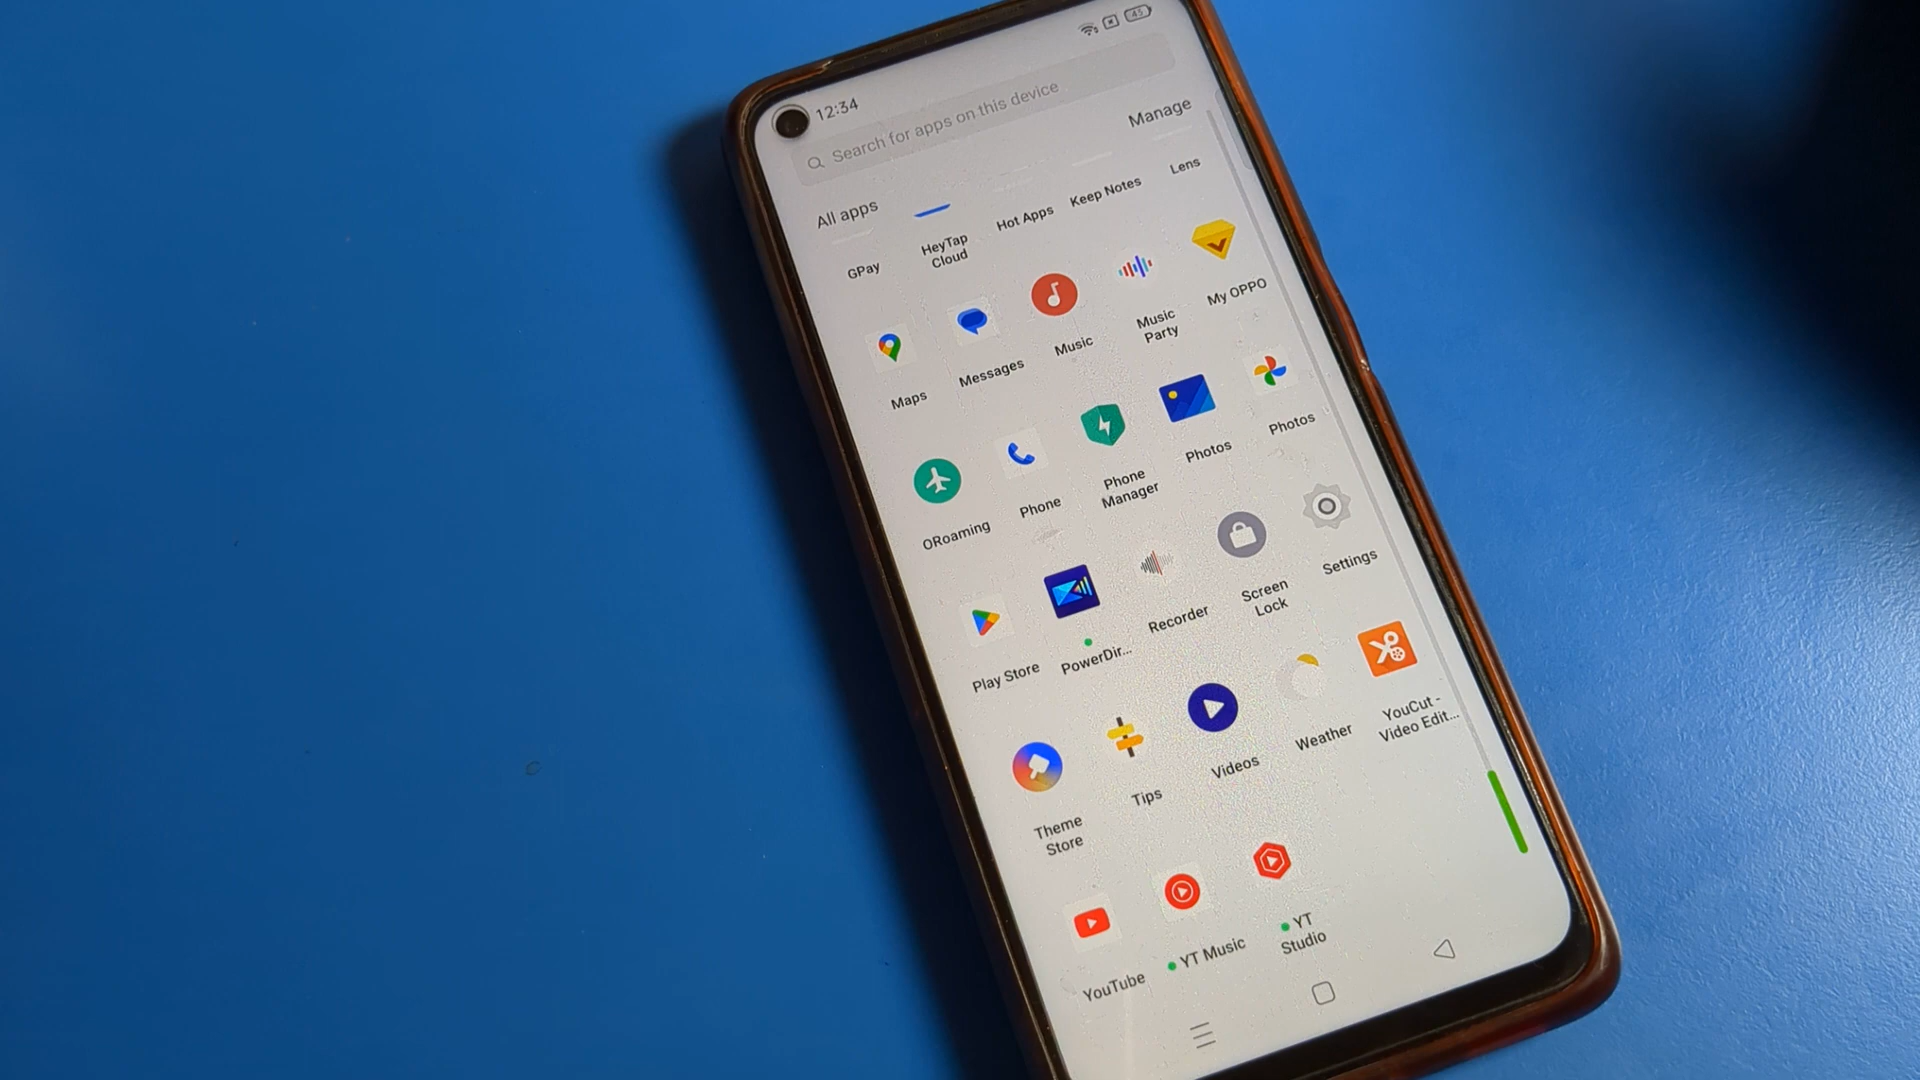 12:34
45
Search for apps on this device
All apps
Manage
GPay
HeyTap
Cloud
Hot Apps
Keep Notes
Lens
Maps
Messages
Music
Music
Party
My OPPO
ORoaming
Phone
Phone
Manager
Photos
Photos
Play Store
PowerDir...
Recorder
Screen
Lock
Settings
Theme
Store
Tips
Videos
Weather
YouCut -
Video Edit...
YouTube
YT Music
YT
Studio